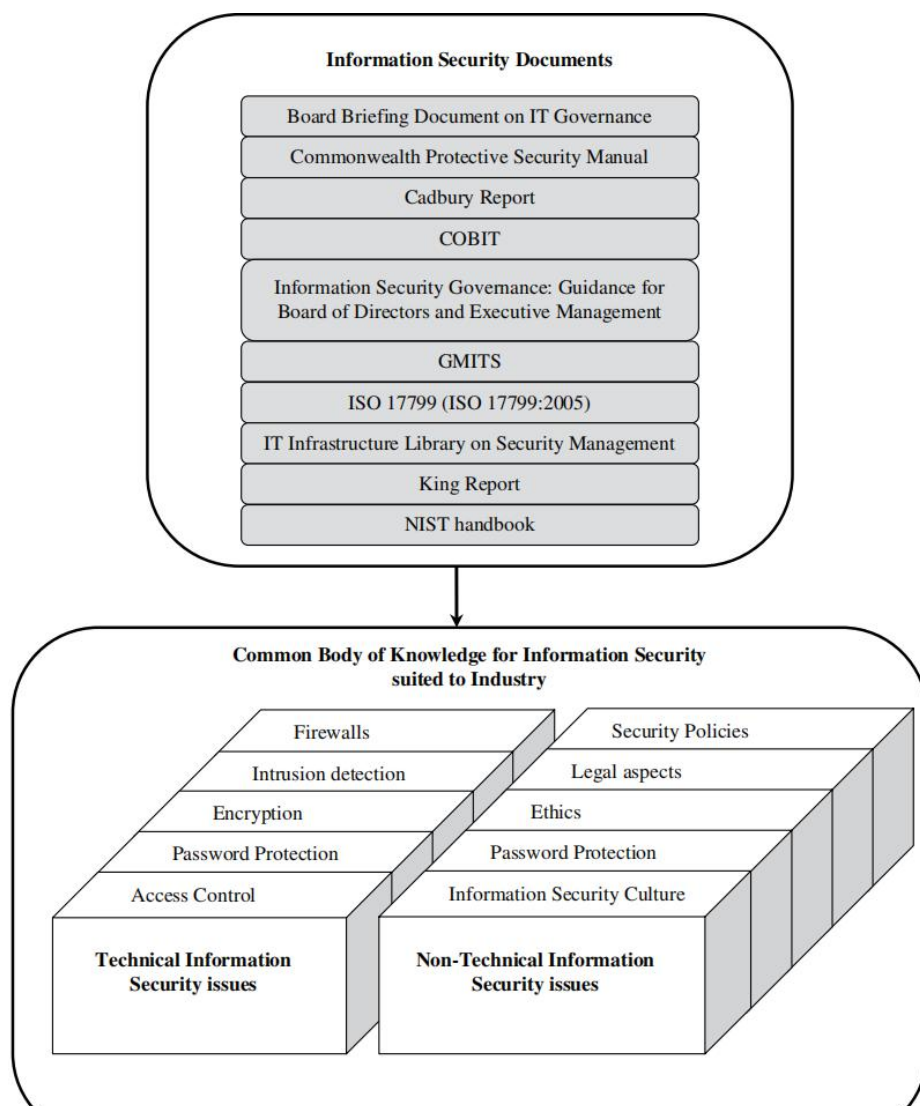 Information Security Documents
Board Briefing Document on IT Governance
Commonwealth Protective Security Manual
Cadbury Report
COBIT
Information Security Governance: Guidance for
Board of Directors and Executive Management
GMITS
ISO 17799 (ISO 17799:2005)
IT Infrastructure Library on Security Management
King Report
NIST handbook
Common Body of Knowledge for Information Security
suited to Industry
Firewalls
Intrusion detection
Encryption
Password Protection
Access Control
Technical Information
Security issues
Security Policies
Legal aspects
Ethics
Password Protection
Information Security Culture
Non-Technical Information
Security issues